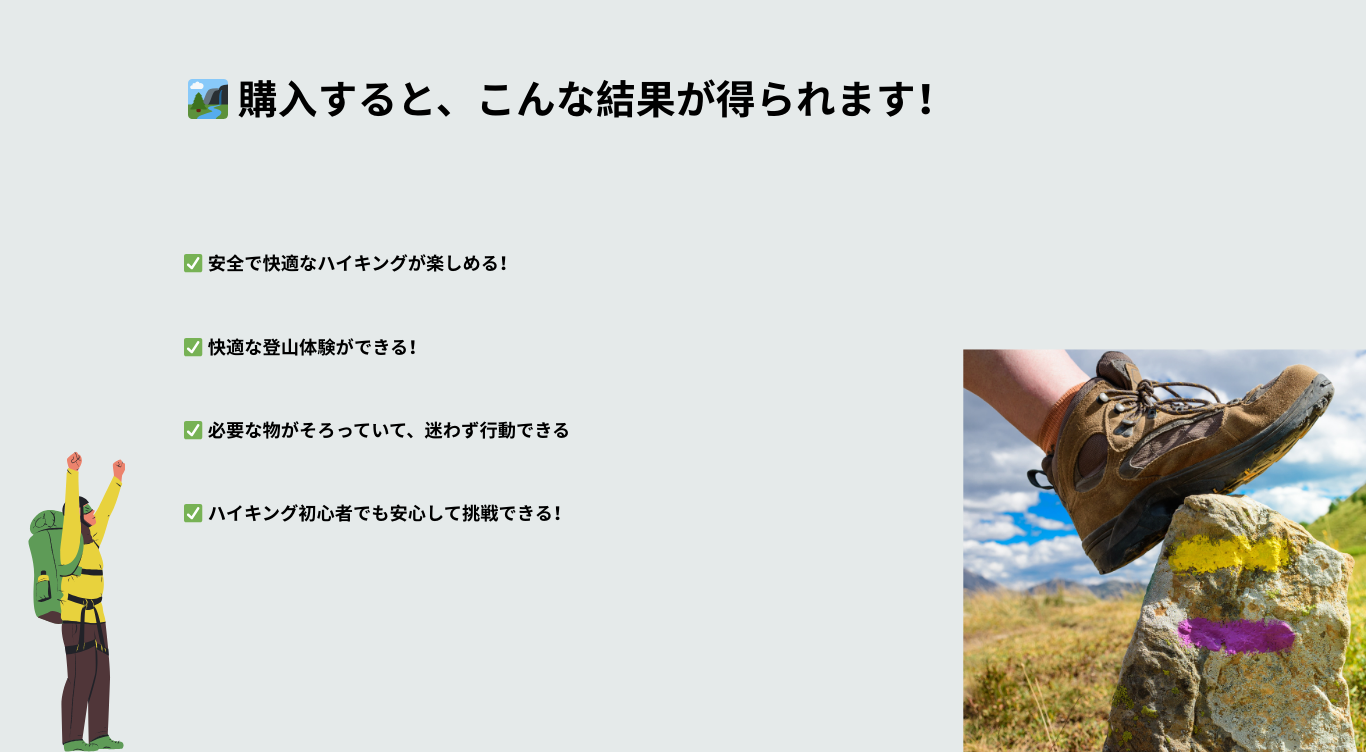 🏞️ 購入すると、こんな結果が得られます！
✅ 安全で快適なハイキングが楽しめる！
✅ 快適な登山体験ができる！
✅ 必要な物がそろっていて、迷わず行動できる
✅ ハイキング初心者でも安心して挑戦できる！